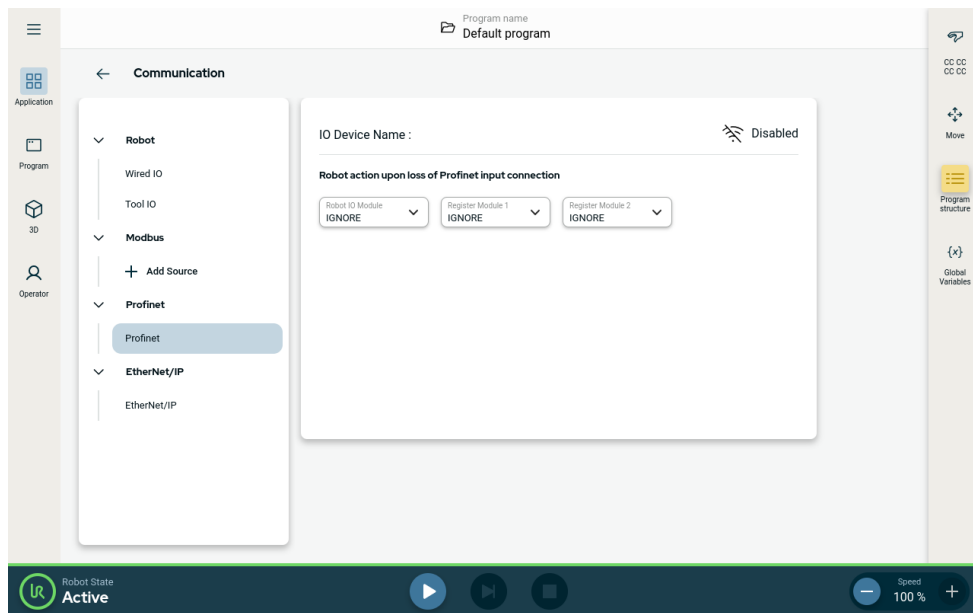 Program name
Default program
Application
Program
3D
Operator
Communication
Robot
Wired IO
Tool IO
Modbus
Add Source
Profinet
Profinet
EtherNet/IP
EtherNet/IP
IO Device Name :
Disabled
Robot action upon loss of Profinet input connection
Robot IO Module
IGNORE
Register Module 1
IGNORE
Register Module 2
IGNORE
CC CC
CC CC
Move
Program
structure
{x}
Global
Variables
UR
Robot State
Active
Speed
100 %